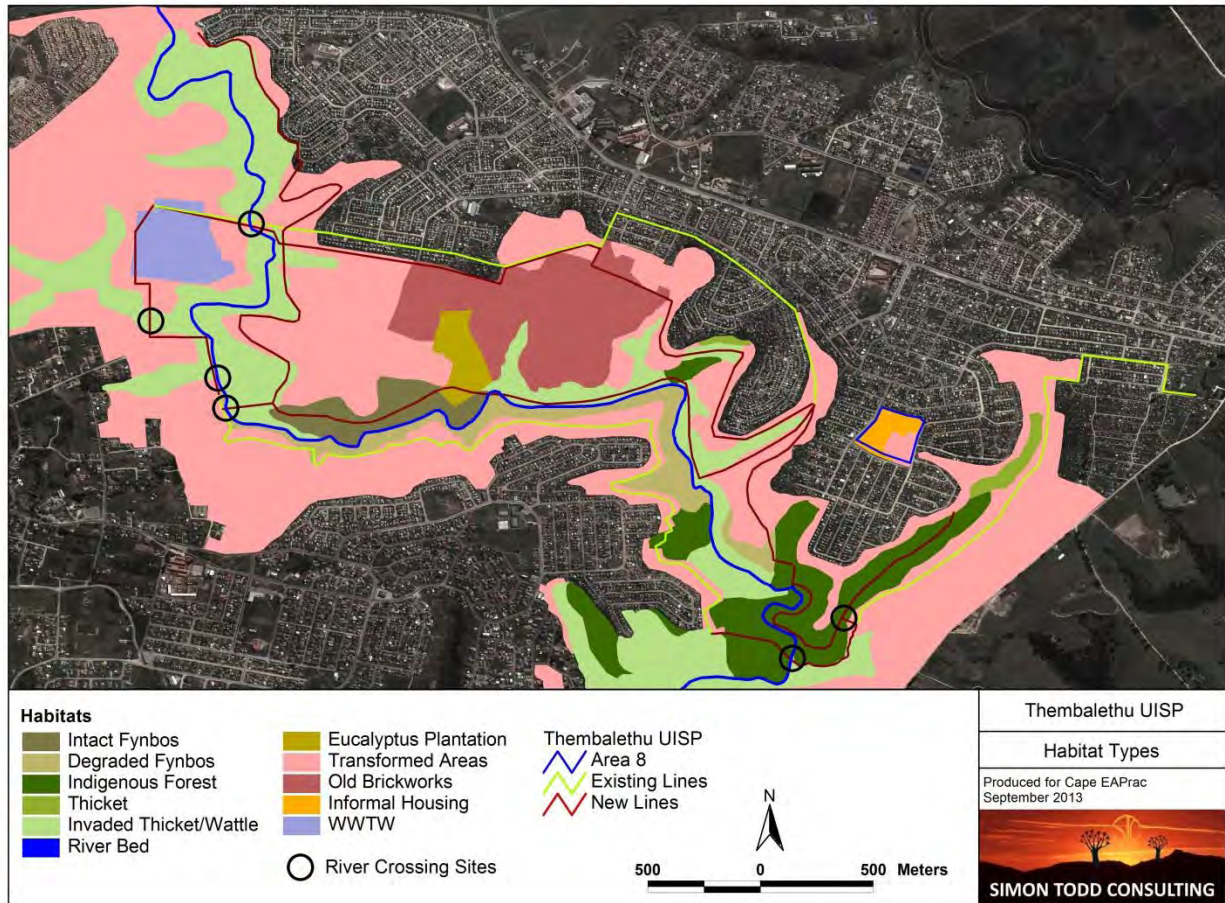 Habitats
Intact Fynbos
Degraded Fynbos
Indigenous Forest
Thicket
Invaded Thicket/Wattle
River Bed
Eucalyptus Plantation
Transformed Areas
Old Brickworks
Informal Housing
WWTW
River Crossing Sites
Thembalethu UISP
Area 8
Existing Lines
New Lines
N
500 0 500 Meters
Thembalethu UISP
Habitat Types
Produced for Cape EAPrac
September 2013
SIMON TODD CONSULTING